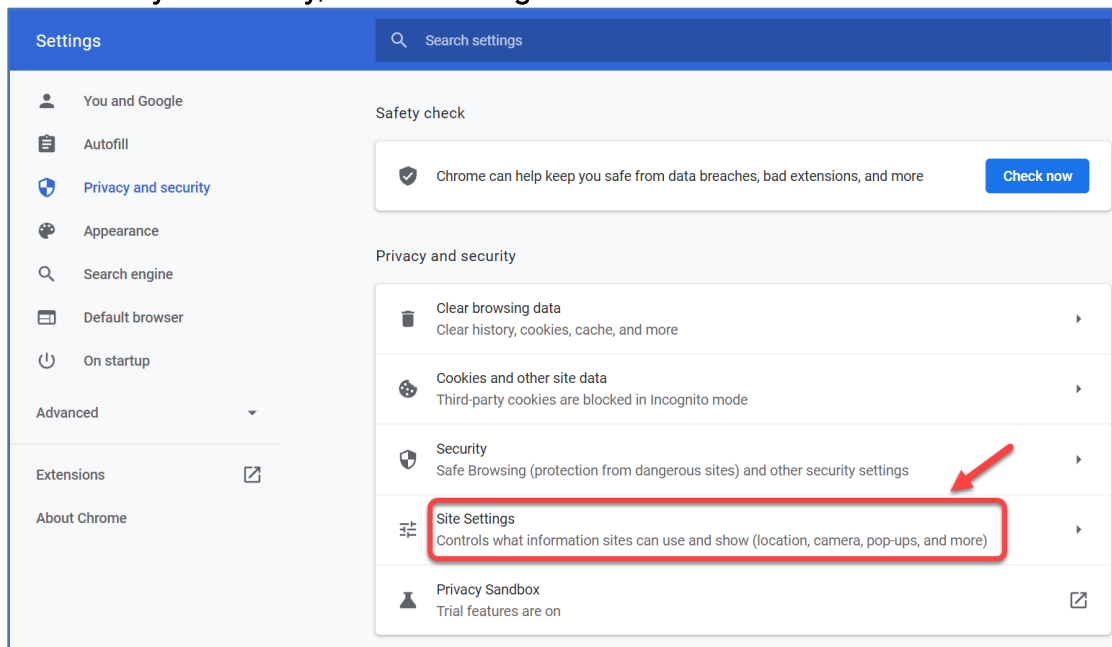 Settings
Search settings
You and Google
Autofill
Privacy and security
Appearance
Search engine
Default browser
On startup
Advanced
Extensions
About Chrome
Safety check
Chrome can help keep you safe from data breaches, bad extensions, and more
Check now
Privacy and security
Clear browsing data
Clear history, cookies, cache, and more
Cookies and other site data
Third-party cookies are blocked in Incognito mode
Security
Safe Browsing (protection from dangerous sites) and other security settings
Site Settings
Controls what information sites can use and show (location, camera, pop-ups, and more)
Privacy Sandbox
Trial features are on